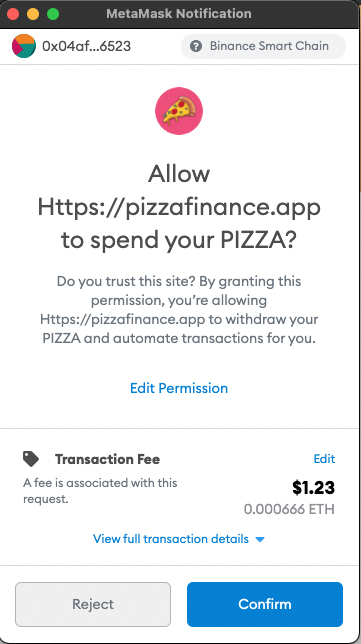 MetaMask Notification
0x04af...6523
Binance Smart Chain
Allow
Https://pizzafinance.app
to spend your PIZZA?
Do you trust this site? By granting this
permission, you're allowing
Https://pizzafinance.app to withdraw your
PIZZA and automate transactions for you.
Edit Permission
Transaction Fee
Edit
A fee is associated with this
request.
$1.23
0.000666 ETH
View full transaction details
Reject
Confirm